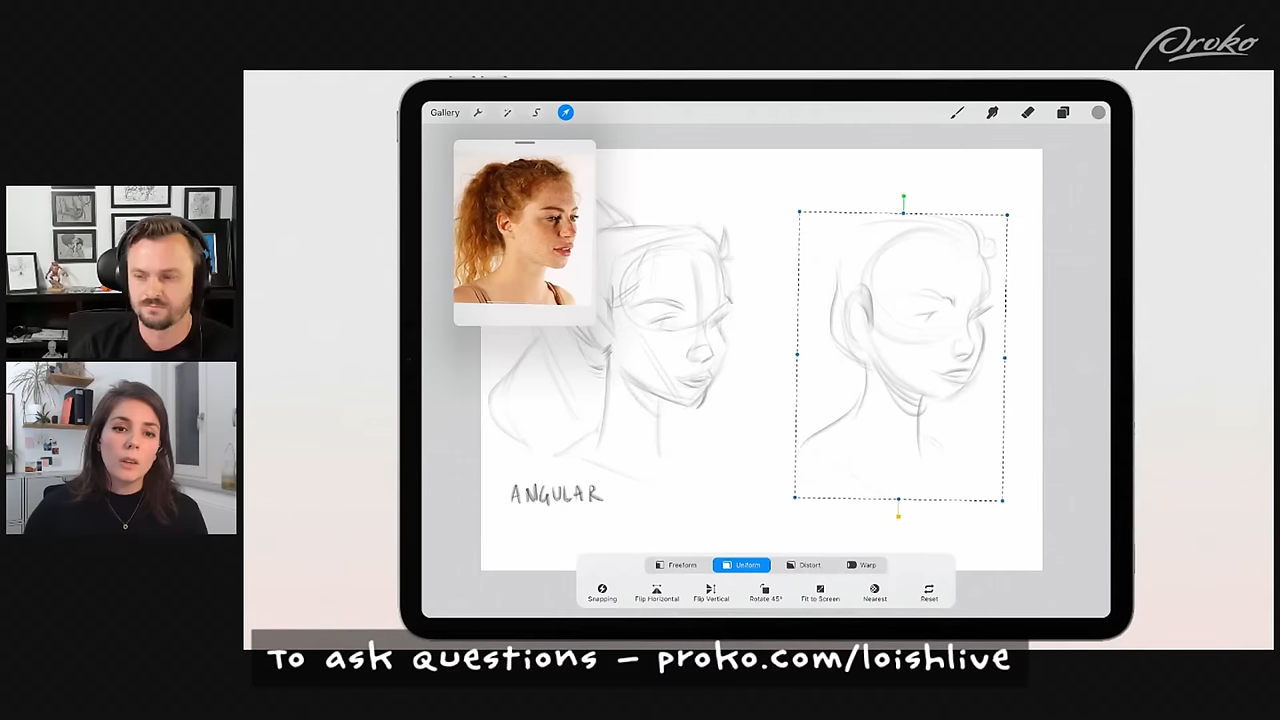 Proko
Gallery
ANGULAR
Freeform
Uniform
Distort
Warp
Snapping
Flip Horizontal
Flip Vertical
Rotate 45°
Fit to Screen
Nearest
Reset
To ask questions – proko.com/loishlive